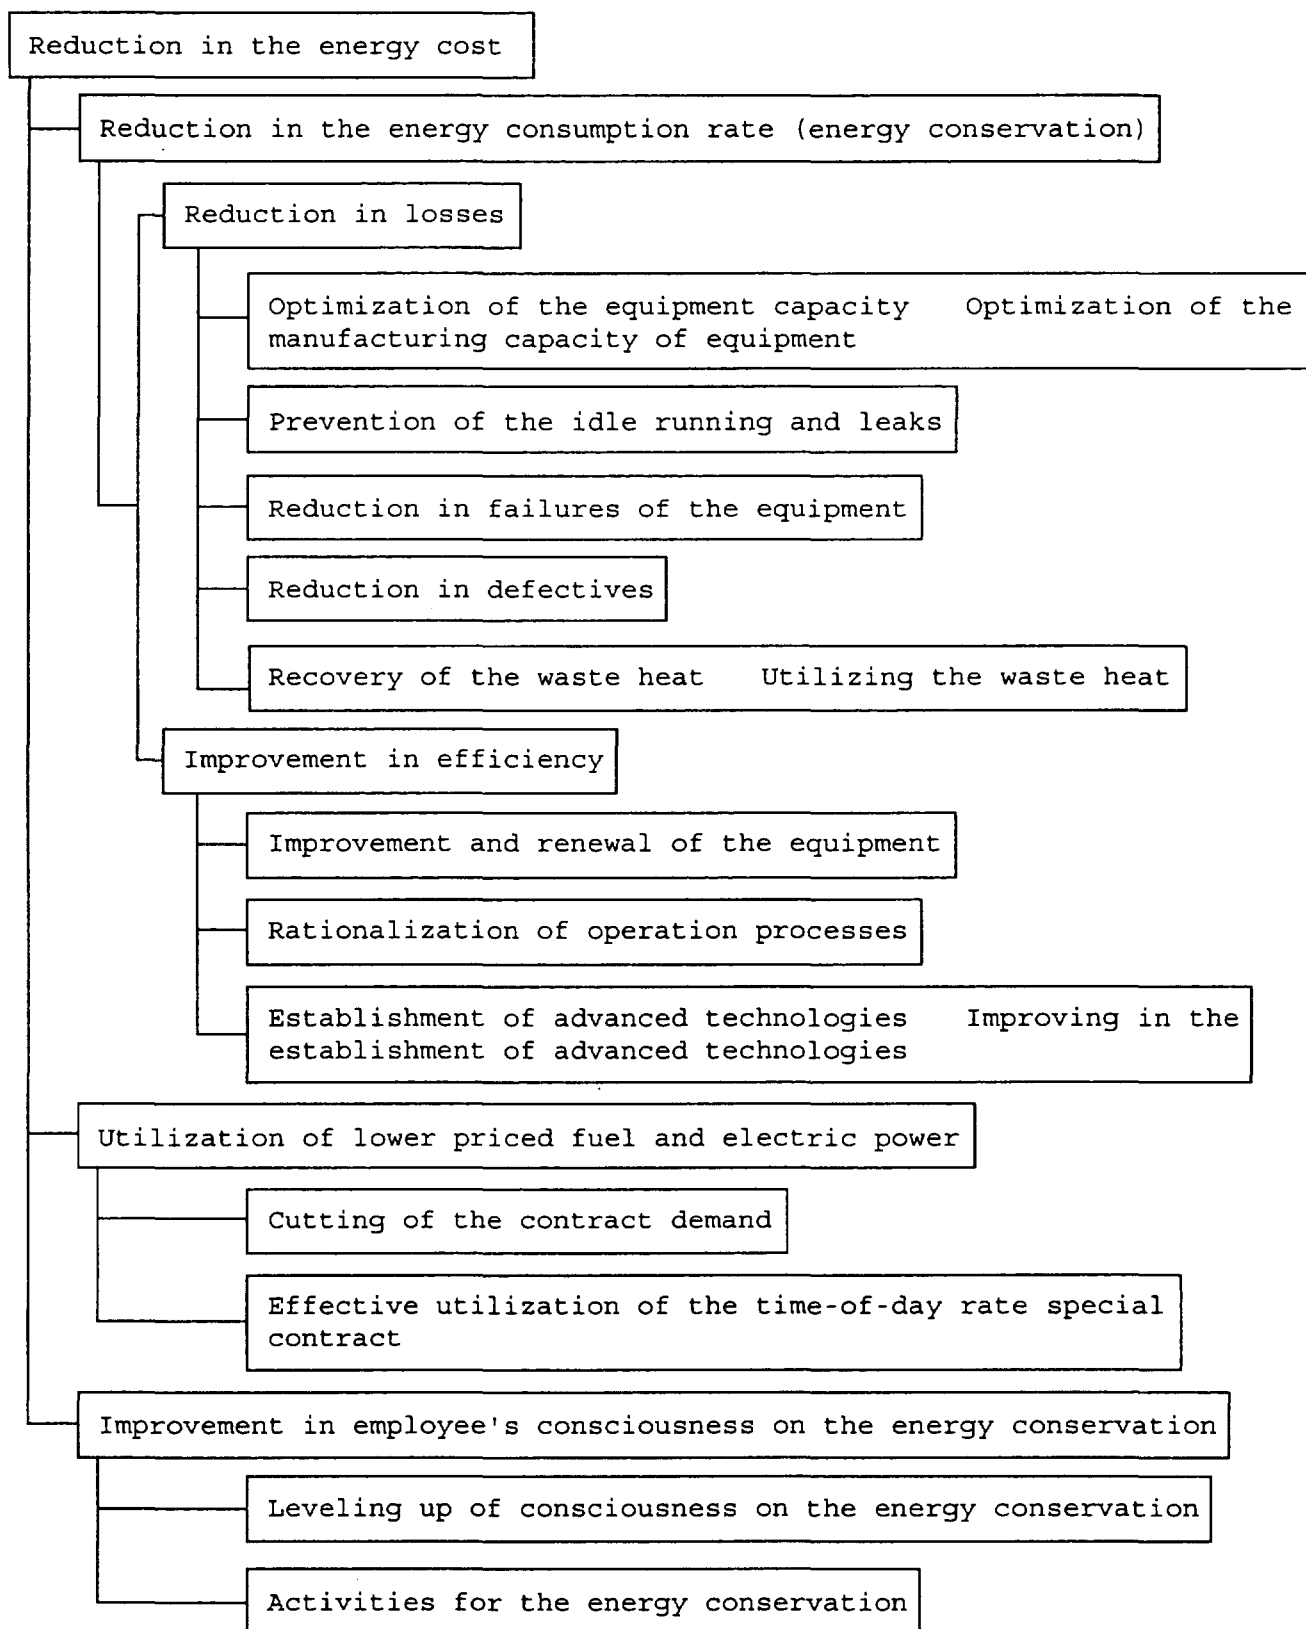 Reduction in the energy cost
Reduction in the energy consumption rate (energy conservation)
Reduction in losses
Optimization of the equipment capacity Optimization of the
manufacturing capacity of equipment
Prevention of the idle running and leaks
Reduction in failures of the equipment
Reduction in defectives
Recovery of the waste heat Utilizing the waste heat
Improvement in efficiency
Improvement and renewal of the equipment
Rationalization of operation processes
Establishment of advanced technologies Improving in the
establishment of advanced technologies
Utilization of lower priced fuel and electric power
Cutting of the contract demand
Effective utilization of the time-of-day rate special
contract
Improvement in employee's consciousness on the energy conservation
Leveling up of consciousness on the energy conservation
Activities for the energy conservation